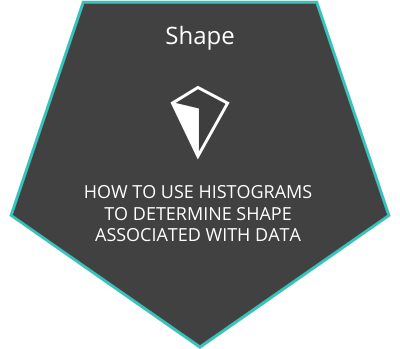 Shape
HOW TO USE HISTOGRAMS
TO DETERMINE SHAPE
ASSOCIATED WITH DATA